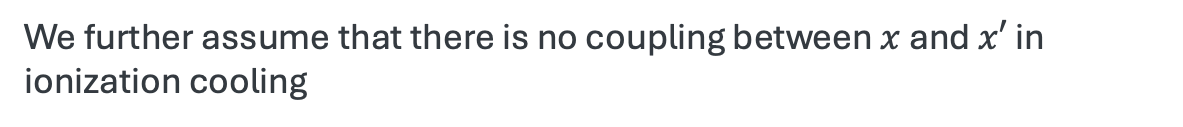 We further assume that there is no coupling between x and x′ in
ionization cooling